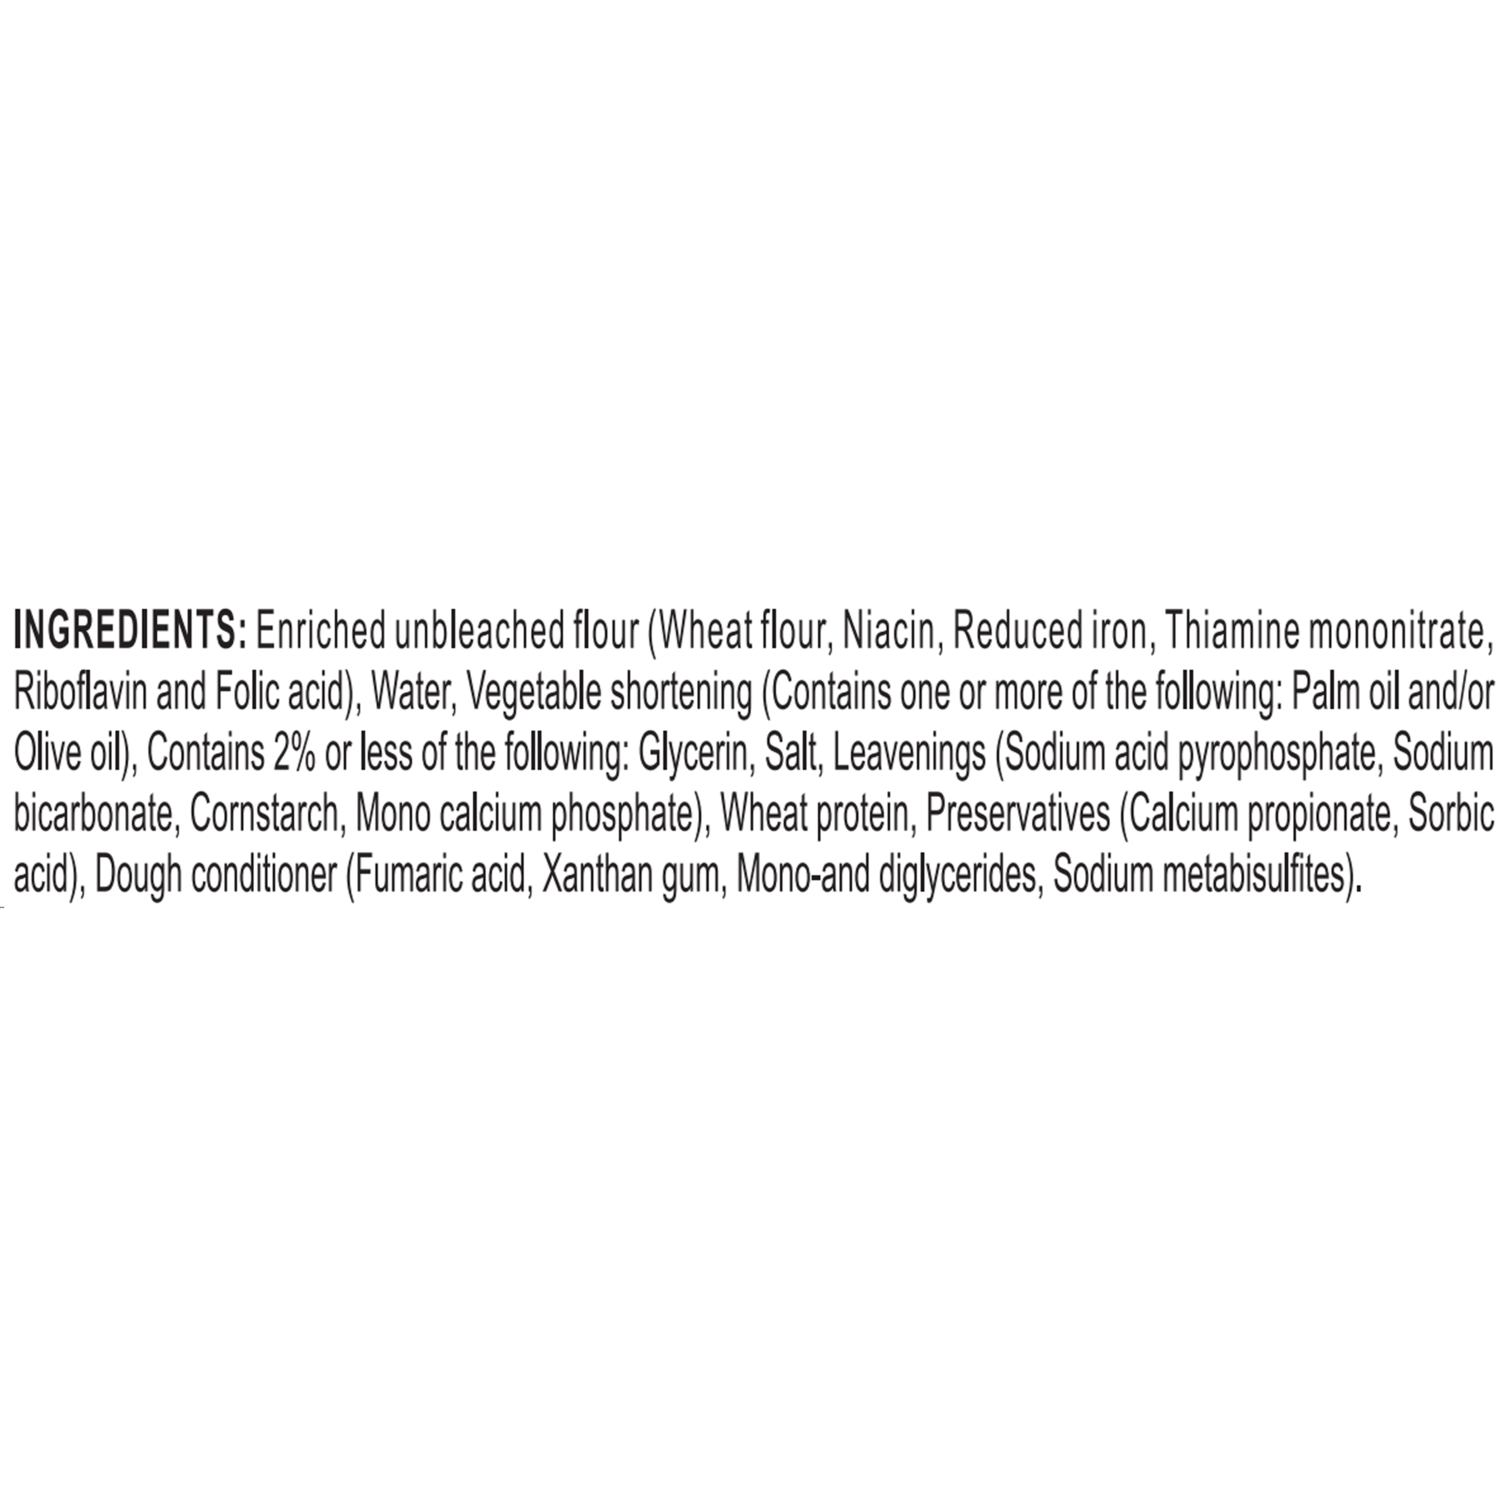 INGREDIENTS: Enriched unbleached flour (Wheat flour, Niacin, Reduced iron, Thiamine mononitrate,
Riboflavin and Folic acid), Water, Vegetable shortening (Contains one or more of the following: Palm oil and/or
Olive oil), Contains 2% or less of the following: Glycerin, Salt, Leavenings (Sodium acid pyrophosphate, Sodium
bicarbonate, Cornstarch, Mono calcium phosphate), Wheat protein, Preservatives (Calcium propionate, Sorbic
acid), Dough conditioner (Fumaric acid, Xanthan gum, Mono-and diglycerides, Sodium metabisulfites).